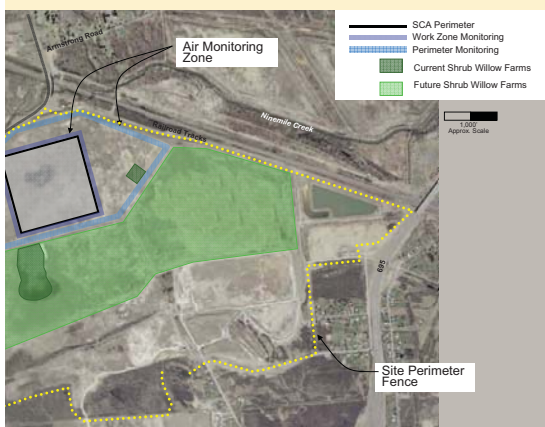 SCA Perimeter
Work Zone Monitoring
Perimeter Monitoring
Current Shrub Willow Farms
Future Shrub Willow Farms
1,000'
Approx. Scale
Armstrong Road
Air Monitoring
Zone
Ninemile Creek
Railroad Tracks
695
Site Perimeter
Fence